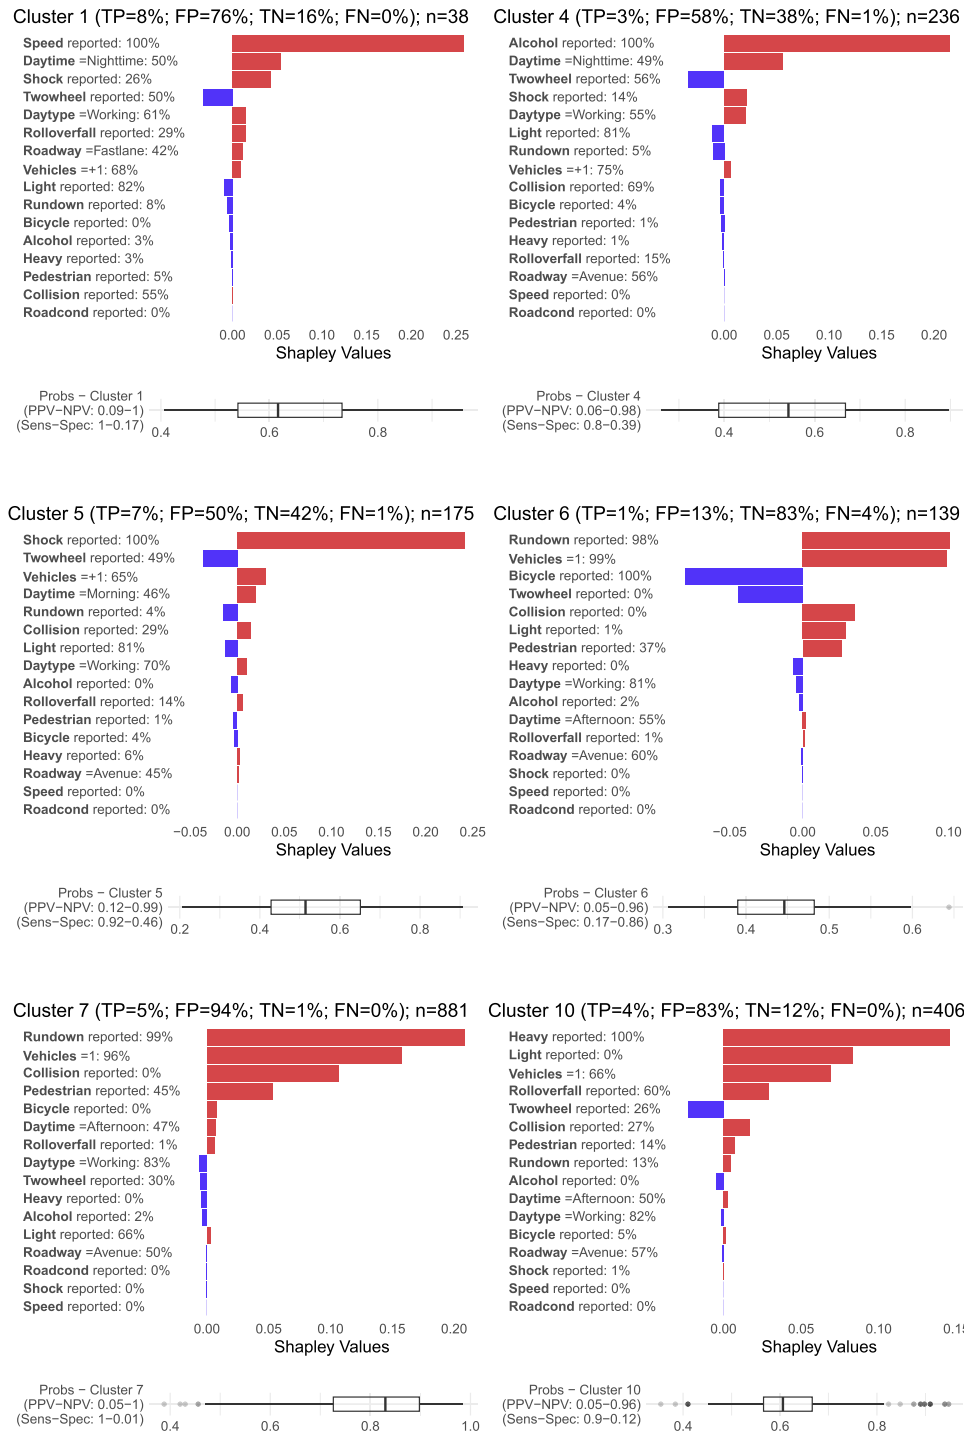 Cluster 1 (TP=8%; FP=76%; TN=16%; FN=0%); n=38
Speed reported: 100%
Daytime =Nighttime: 50%
Shock reported: 26%
Twowheel reported: 50%
Daytype =Working: 61%
Rolloverfall reported: 29%
Roadway =Fastlane: 42%
Vehicles =+1: 68%
Light reported: 82%
Rundown reported: 8%
Bicycle reported: 0%
Alcohol reported: 3%
Heavy reported: 3%
Pedestrian reported: 5%
Collision reported: 55%
Roadcond reported: 0%
0.00 0.05 0.10 0.15 0.20 0.25
Shapley Values
Probs − Cluster 1
(PPV−NPV: 0.09−1)
(Sens−Spec: 1−0.17)
0.4 0.6 0.8
Cluster 4 (TP=3%; FP=58%; TN=38%; FN=1%); n=236
Alcohol reported: 100%
Daytime =Nighttime: 49%
Twowheel reported: 56%
Shock reported: 14%
Daytype =Working: 55%
Light reported: 81%
Rundown reported: 5%
Vehicles =+1: 75%
Collision reported: 69%
Bicycle reported: 4%
Pedestrian reported: 1%
Heavy reported: 1%
Rolloverfall reported: 15%
Roadway =Avenue: 56%
Speed reported: 0%
Roadcond reported: 0%
0.00 0.05 0.10 0.15 0.20
Shapley Values
Probs − Cluster 4
(PPV−NPV: 0.06−0.98)
(Sens−Spec: 0.8−0.39)
0.4 0.6 0.8
Cluster 5 (TP=7%; FP=50%; TN=42%; FN=1%); n=175
Shock reported: 100%
Twowheel reported: 49%
Vehicles =+1: 65%
Daytime =Morning: 46%
Rundown reported: 4%
Collision reported: 29%
Light reported: 81%
Daytype =Working: 70%
Alcohol reported: 0%
Rolloverfall reported: 14%
Pedestrian reported: 1%
Bicycle reported: 4%
Heavy reported: 6%
Roadway =Avenue: 45%
Speed reported: 0%
Roadcond reported: 0%
−0.05 0.00 0.05 0.10 0.15 0.20 0.25
Shapley Values
Probs − Cluster 5
(PPV−NPV: 0.12−0.99)
(Sens−Spec: 0.92−0.46)
0.2 0.4 0.6 0.8
Cluster 6 (TP=1%; FP=13%; TN=83%; FN=4%); n=139
Rundown reported: 98%
Vehicles =1: 99%
Bicycle reported: 100%
Twowheel reported: 0%
Collision reported: 0%
Light reported: 1%
Pedestrian reported: 37%
Heavy reported: 0%
Daytype =Working: 81%
Alcohol reported: 2%
Daytime =Afternoon: 55%
Rolloverfall reported: 1%
Roadway =Avenue: 60%
Shock reported: 0%
Speed reported: 0%
Roadcond reported: 0%
−0.05 0.00 0.05 0.10
Shapley Values
Probs − Cluster 6
(PPV−NPV: 0.05−0.96)
(Sens−Spec: 0.17−0.86)
0.3 0.4 0.5 0.6
Cluster 7 (TP=5%; FP=94%; TN=1%; FN=0%); n=881
Rundown reported: 99%
Vehicles =1: 96%
Collision reported: 0%
Pedestrian reported: 45%
Bicycle reported: 0%
Daytime =Afternoon: 47%
Rolloverfall reported: 1%
Daytype =Working: 83%
Twowheel reported: 30%
Heavy reported: 0%
Alcohol reported: 2%
Light reported: 66%
Roadway =Avenue: 50%
Roadcond reported: 0%
Shock reported: 0%
Speed reported: 0%
0.00 0.05 0.10 0.15 0.20
Shapley Values
Probs − Cluster 7
(PPV−NPV: 0.05−1)
(Sens−Spec: 1−0.01)
0.4 0.6 0.8 1.0
Cluster 10 (TP=4%; FP=83%; TN=12%; FN=0%); n=406
Heavy reported: 100%
Light reported: 0%
Vehicles =1: 66%
Rolloverfall reported: 60%
Twowheel reported: 26%
Collision reported: 27%
Pedestrian reported: 14%
Rundown reported: 13%
Alcohol reported: 0%
Daytime =Afternoon: 50%
Daytype =Working: 82%
Bicycle reported: 5%
Roadway =Avenue: 57%
Shock reported: 1%
Speed reported: 0%
Roadcond reported: 0%
0.00 0.05 0.10 0.15
Shapley Values
Probs − Cluster 10
(PPV−NPV: 0.05−0.96)
(Sens−Spec: 0.9−0.12)
0.4 0.6 0.8